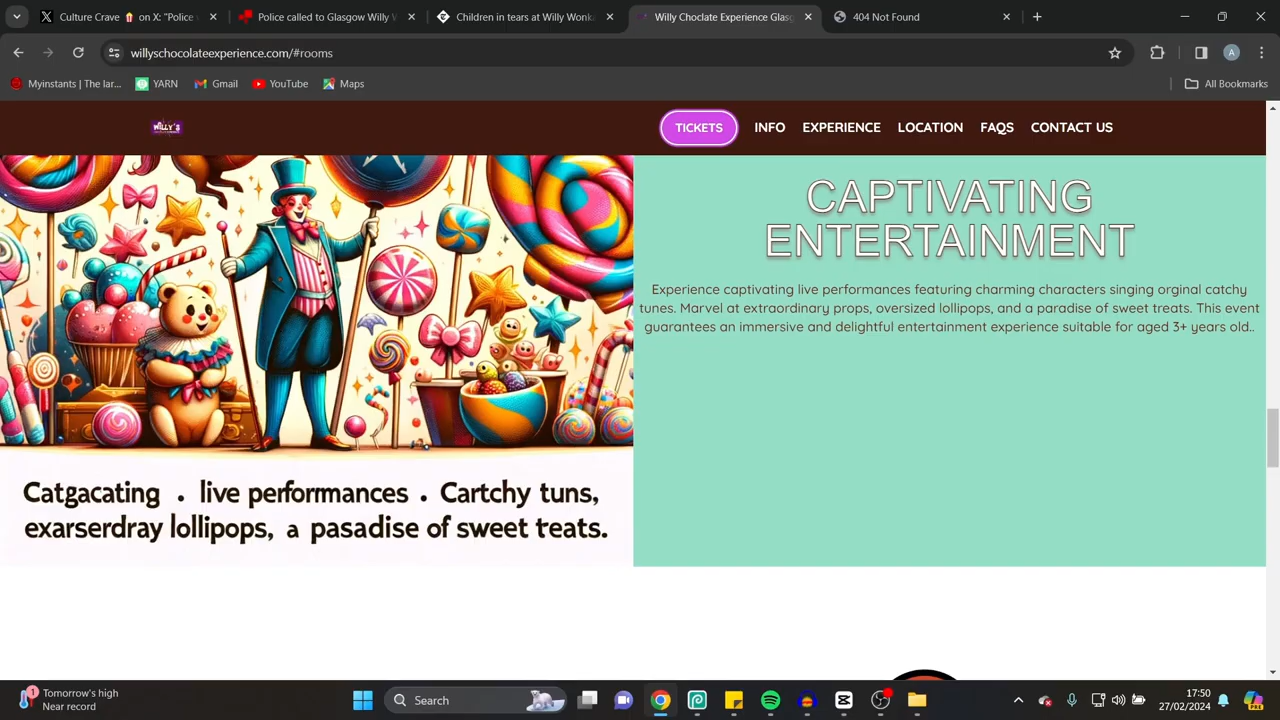 Culture Crave 🍿 on X: "Police
Police called to Glasgow Willy W
Children in tears at Willy Wonk
Willy Choclate Experience Glasg
404 Not Found
willyschocolateexperience.com/#rooms
A
Myinstants | The lar...
YARN
Gmail
YouTube
Maps
All Bookmarks
WILLY'S
TICKETS
INFO
EXPERIENCE
LOCATION
FAQS
CONTACT US
CAPTIVATING
ENTERTAINMENT
Experience captivating live performances featuring charming characters singing orginal catchy
tunes. Marvel at extraordinary props, oversized lollipops, and a paradise of sweet treats. This event
guarantees an immersive and delightful entertainment experience suitable for aged 3+ years old..
Catgacating • live performances • Cartchy tuns,
exarserdray lollipops, a pasadise of sweet treats.
1
Tomorrow's high
Near record
Search
17:50
27/02/2024